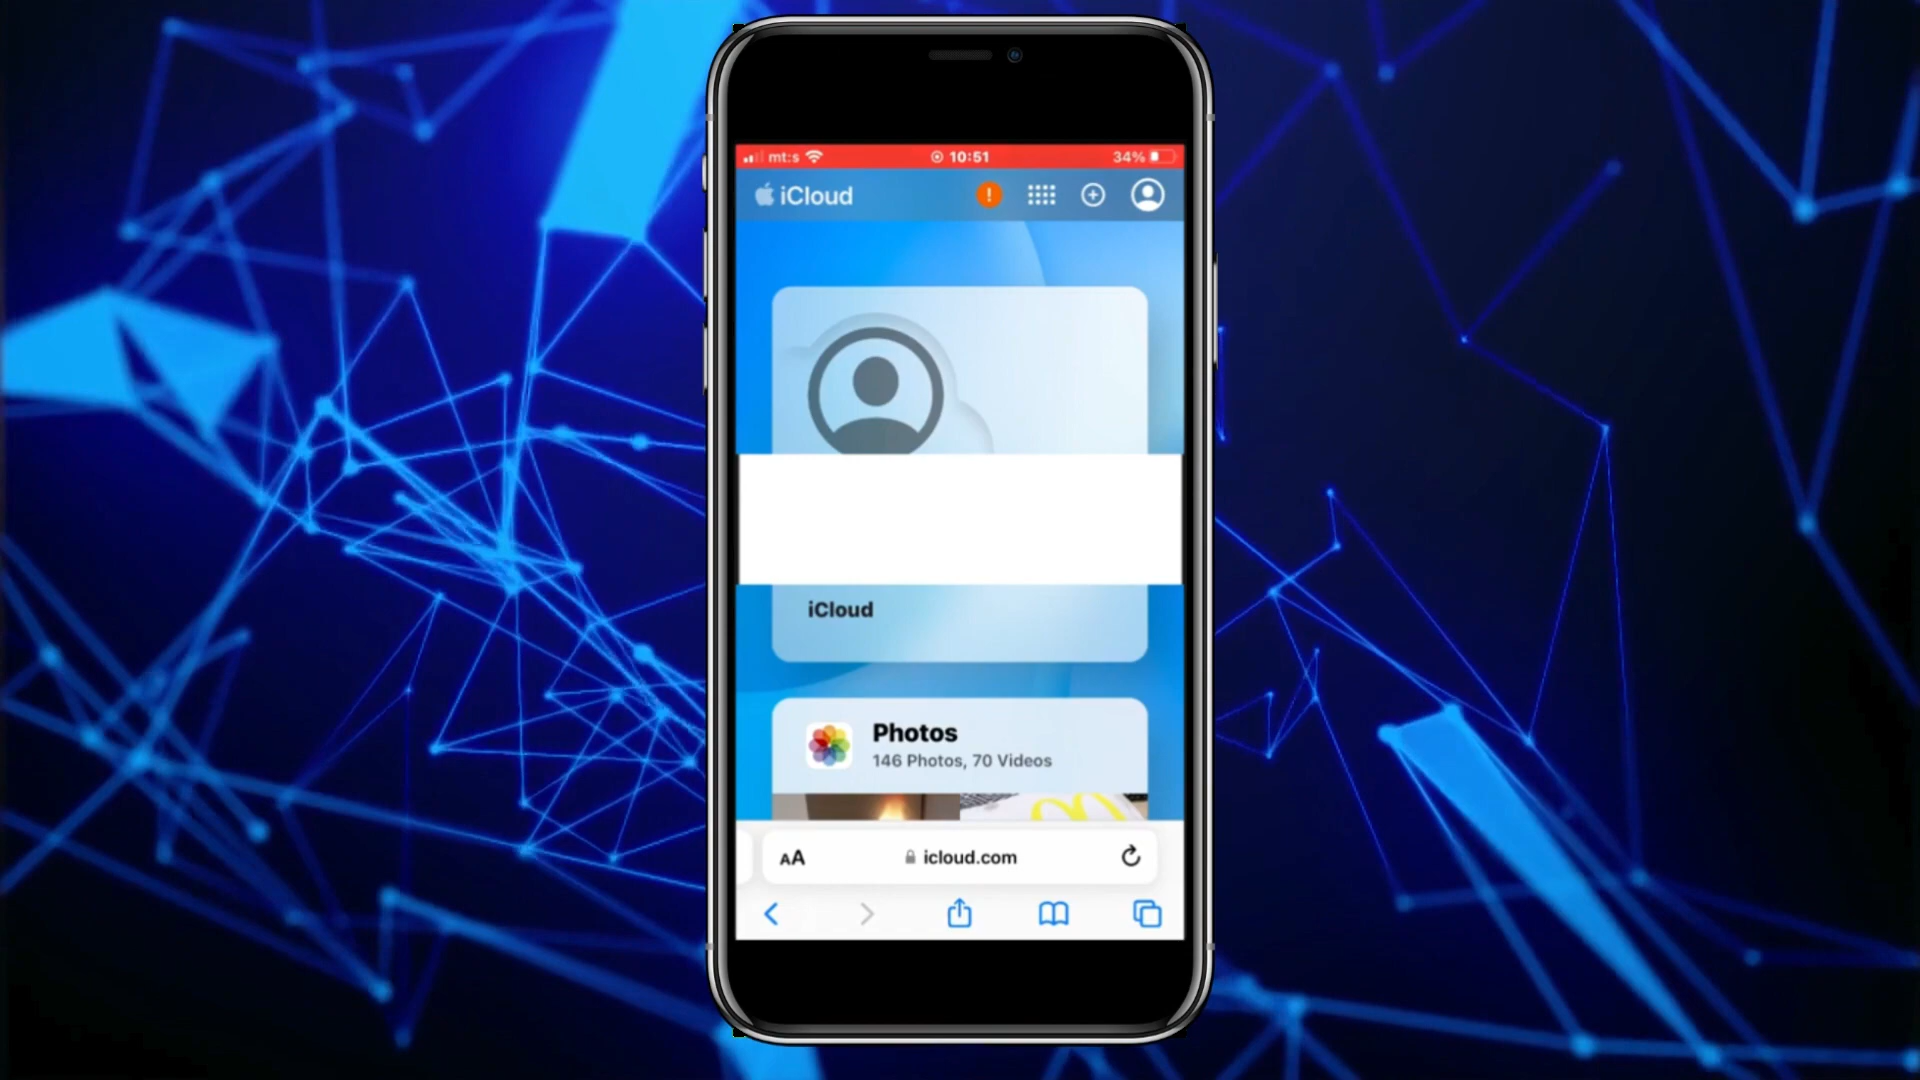 mt:s 10:51 34%
iCloud
iCloud
Photos
146 Photos, 70 Videos
AA icloud.com